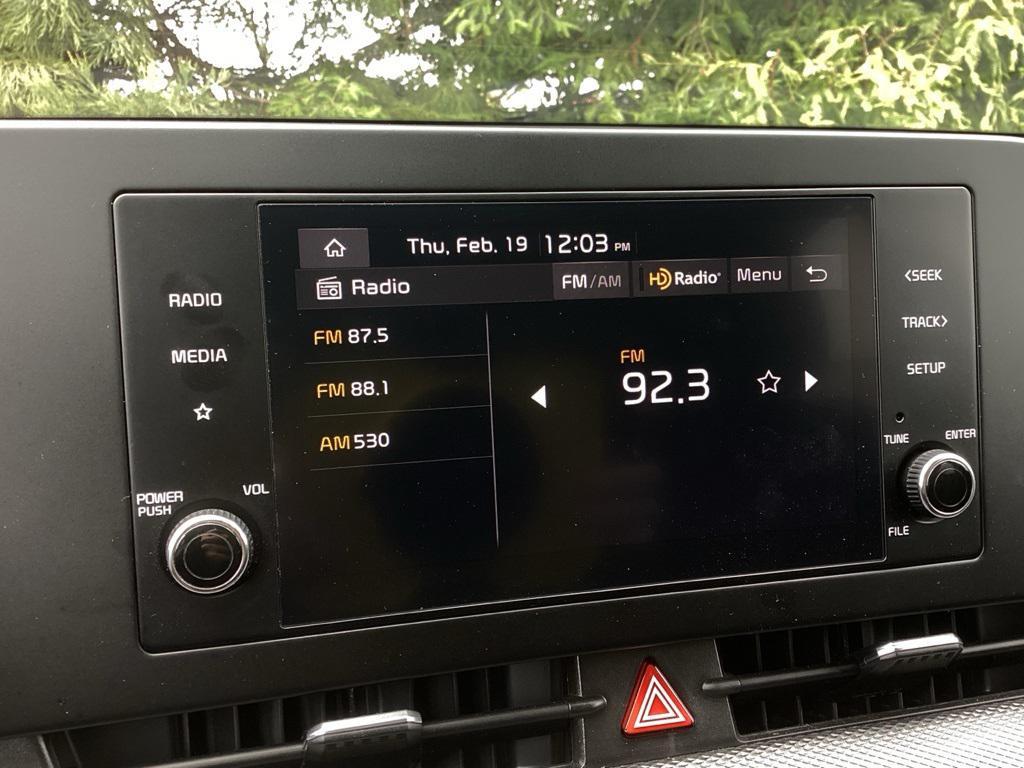 Thu, Feb. 19 12:03 PM
Radio FM/AM HD Radio® Menu
FM 87.5
FM 88.1
AM 530
FM
92.3
RADIO
MEDIA
POWER
PUSH
VOL
<SEEK
TRACK>
SETUP
TUNE
ENTER
FILE